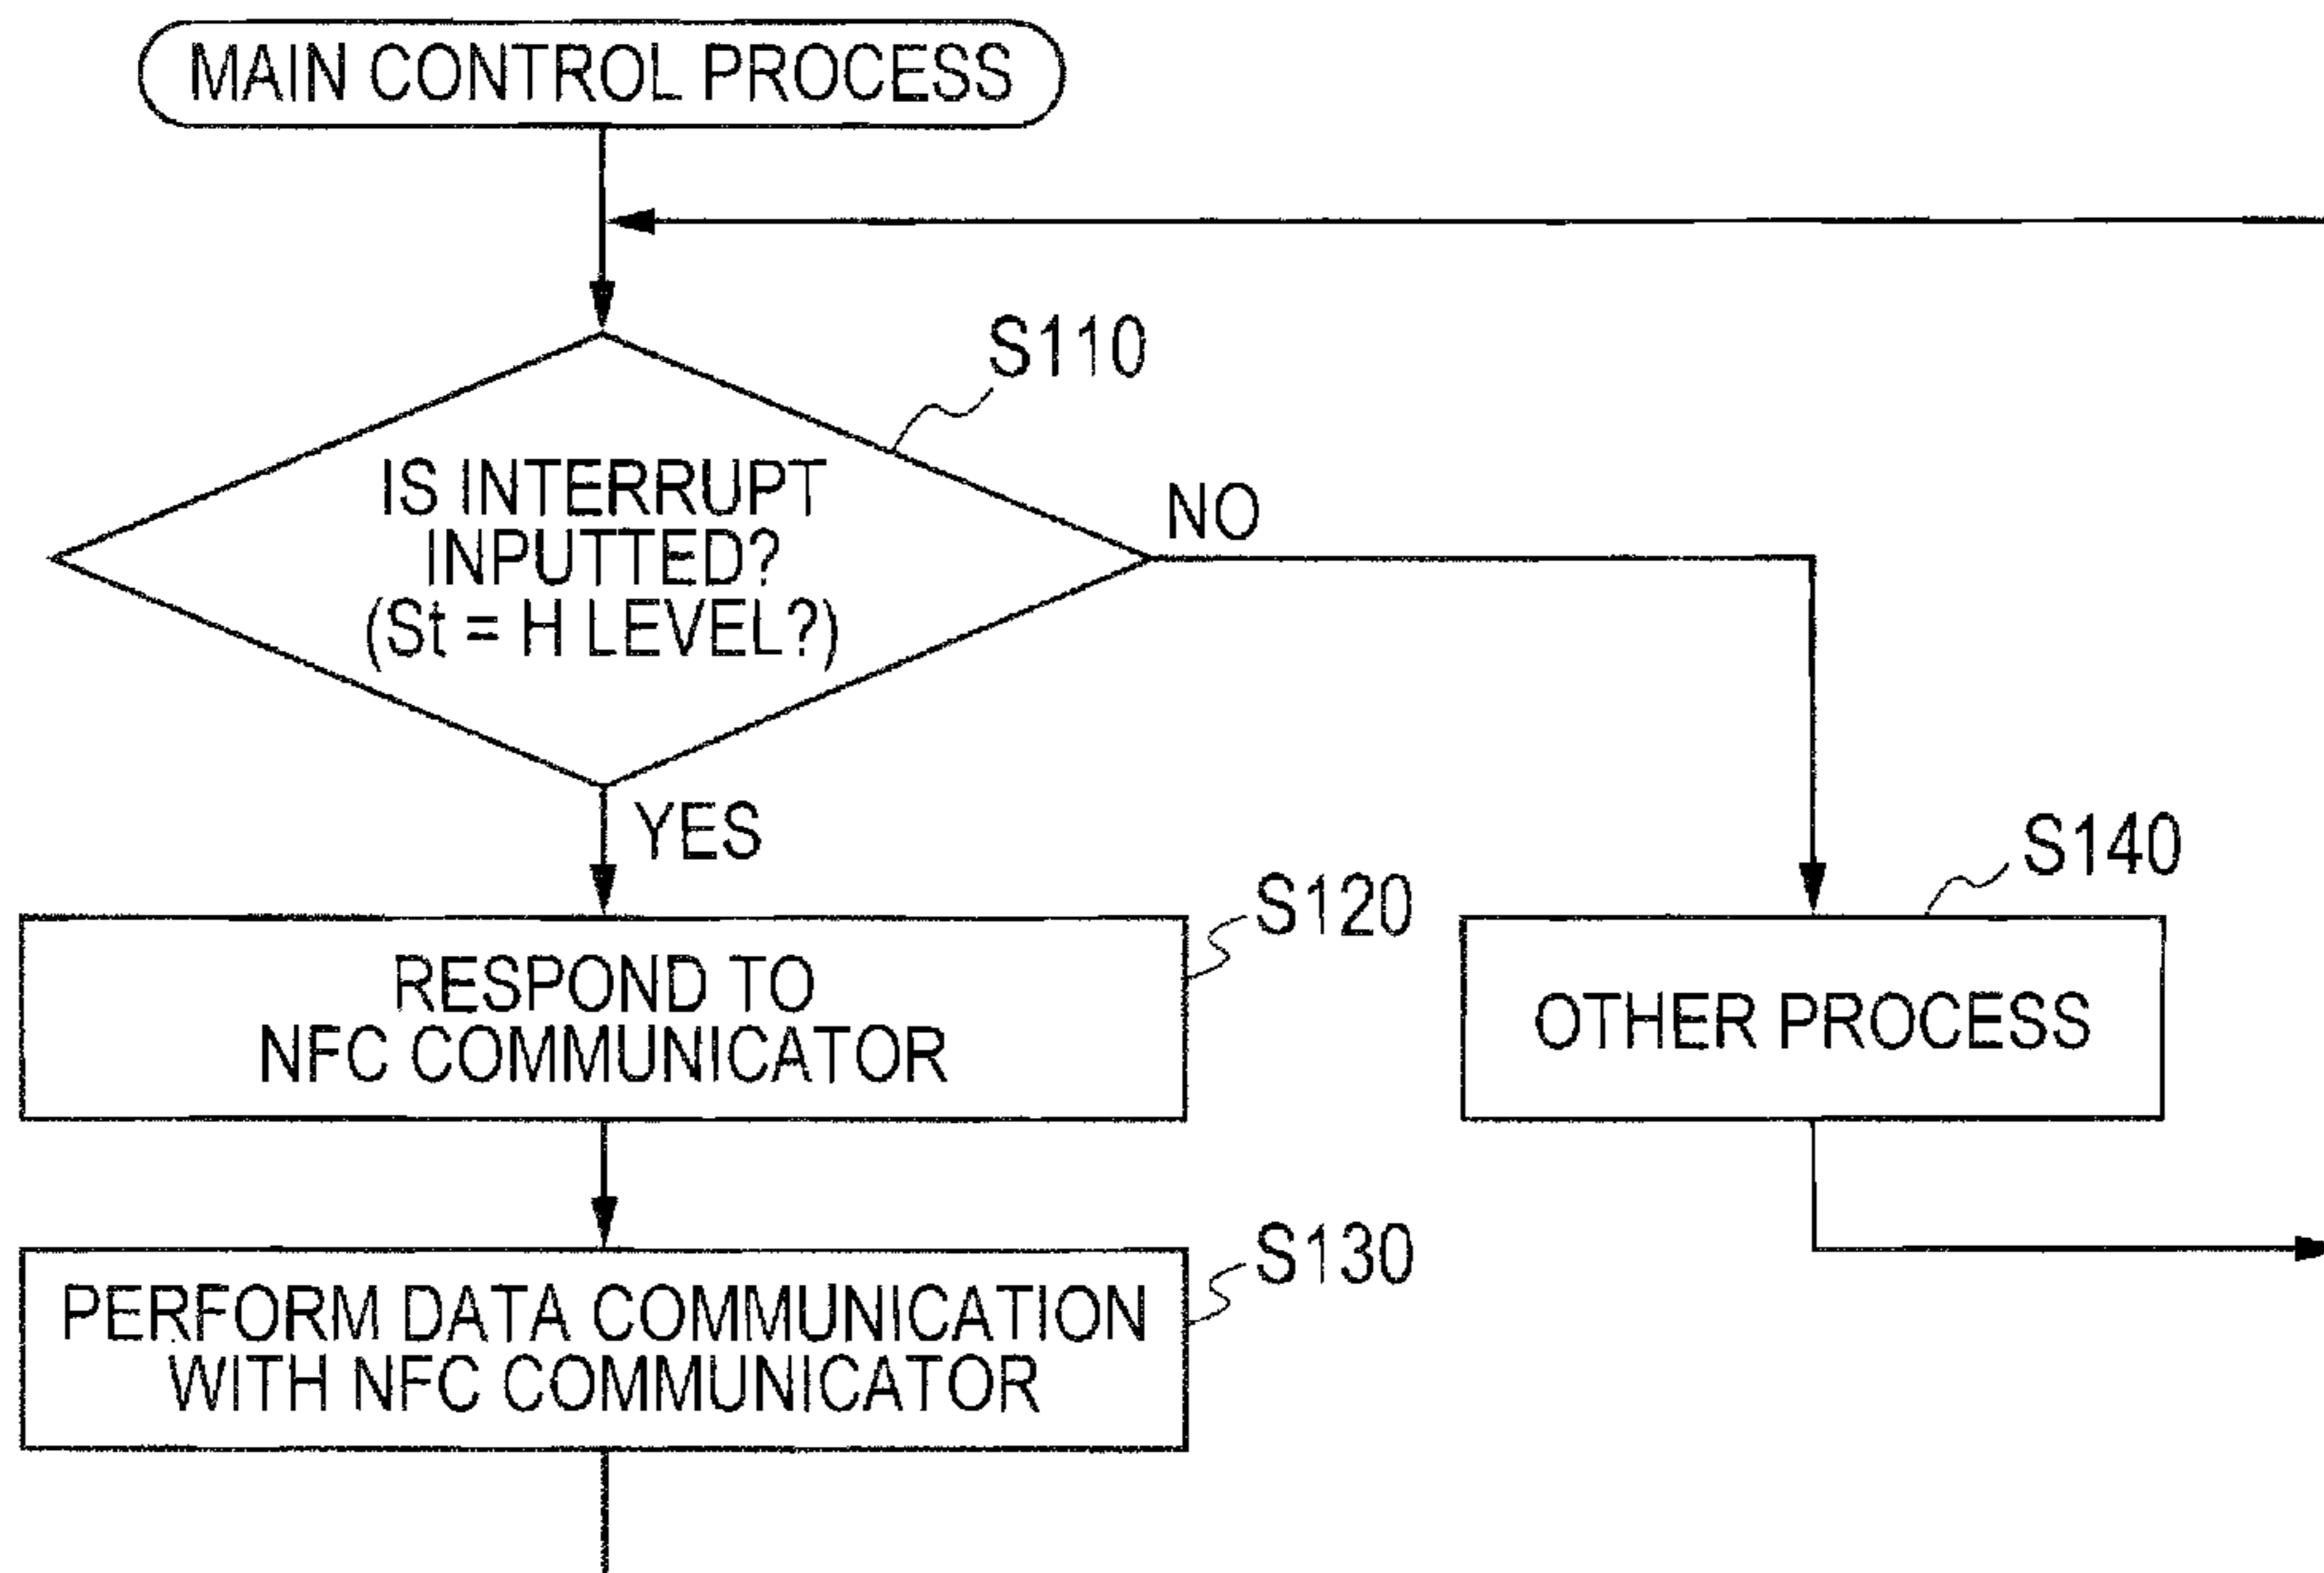 MAIN CONTROL PROCESS
S110
IS INTERRUPT
INPUTTED?
(St = H LEVEL?)
NO
YES
S120
RESPOND TO
NFC COMMUNICATOR
S140
OTHER PROCESS
S130
PERFORM DATA COMMUNICATION
WITH NFC COMMUNICATOR